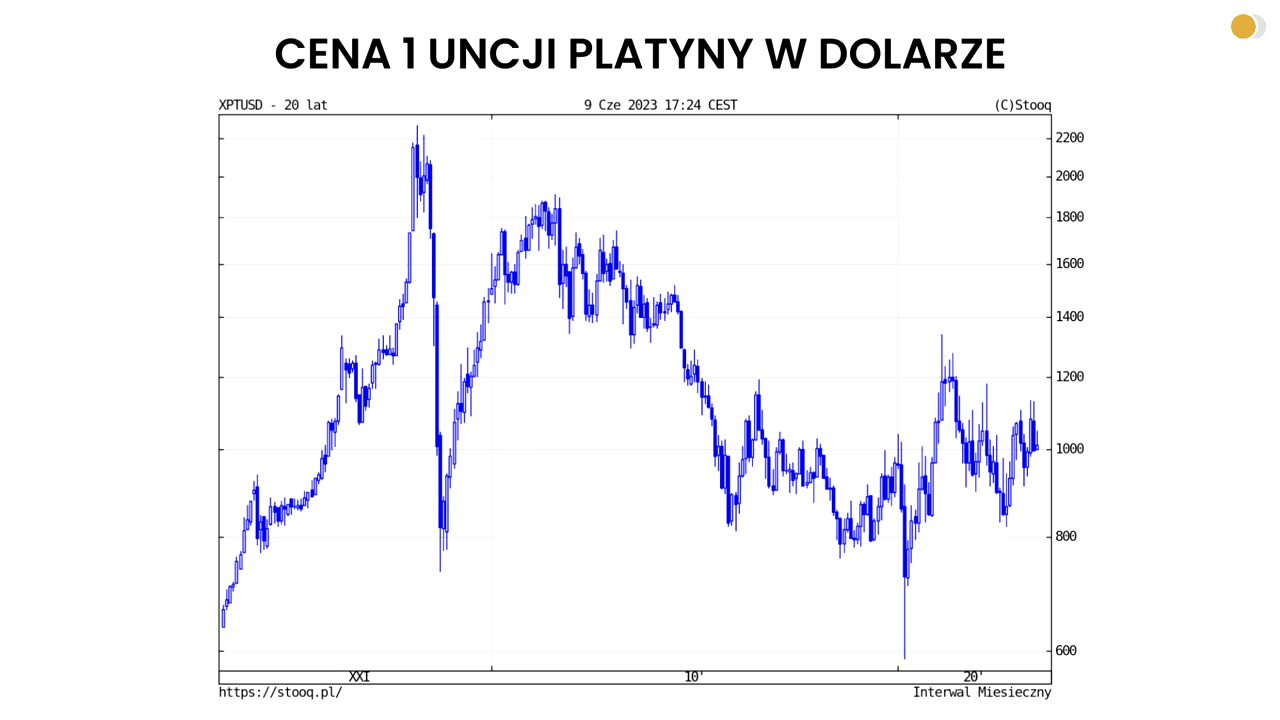 CENA 1 UNCJI PLATYNY W DOLARZE
XPTUSD - 20 lat 9 Cze 2023 17:24 CEST (C)Stooq
2200
2000
1800
1600
1400
1200
1000
800
600
XXI 10' 20'
https://stooq.pl/ Interwal Miesieczny